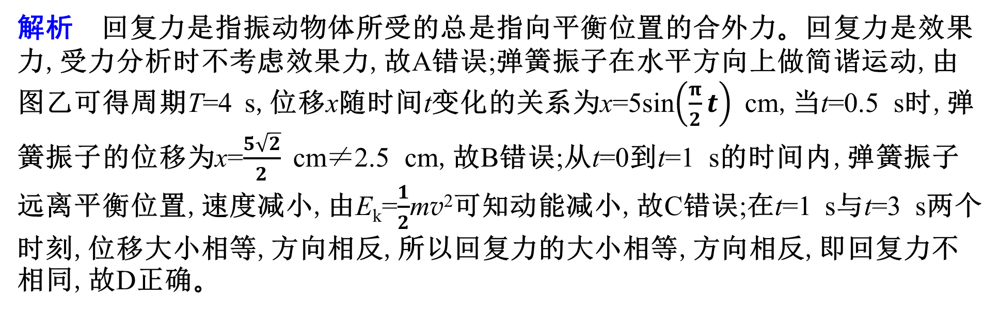 解析　回复力是指振动物体所受的总是指向平衡位置的合外力。回复力是效果
力,受力分析时不考虑效果力,故A错误;弹簧振子在水平方向上做简谐运动,由
图乙可得周期T=4 s,位移x随时间t变化的关系为x=5sin(π/2 t) cm,当t=0.5 s时,弹
簧振子的位移为x=5√2/2 cm≠2.5 cm,故B错误;从t=0到t=1 s的时间内,弹簧振子
远离平衡位置,速度减小,由Eₖ=1/2mv²可知动能减小,故C错误;在t=1 s与t=3 s两个
时刻,位移大小相等,方向相反,所以回复力的大小相等,方向相反,即回复力不
相同,故D正确。